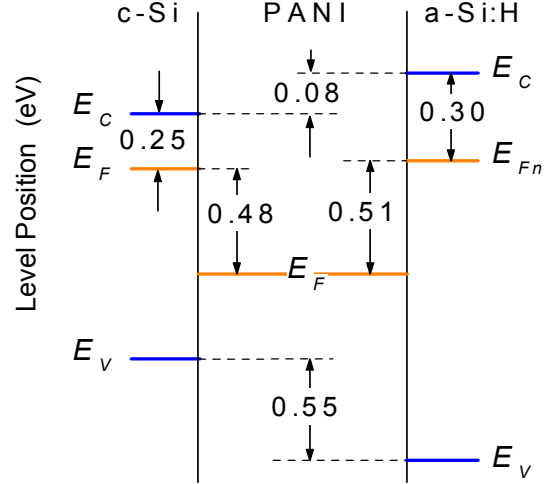 c-Si PANI a-Si:H
E_C
0.08
E_C
0.30
0.25
E_F
E_Fn
0.48
0.51
E_F
E_V
0.55
E_V
Level Position (eV)